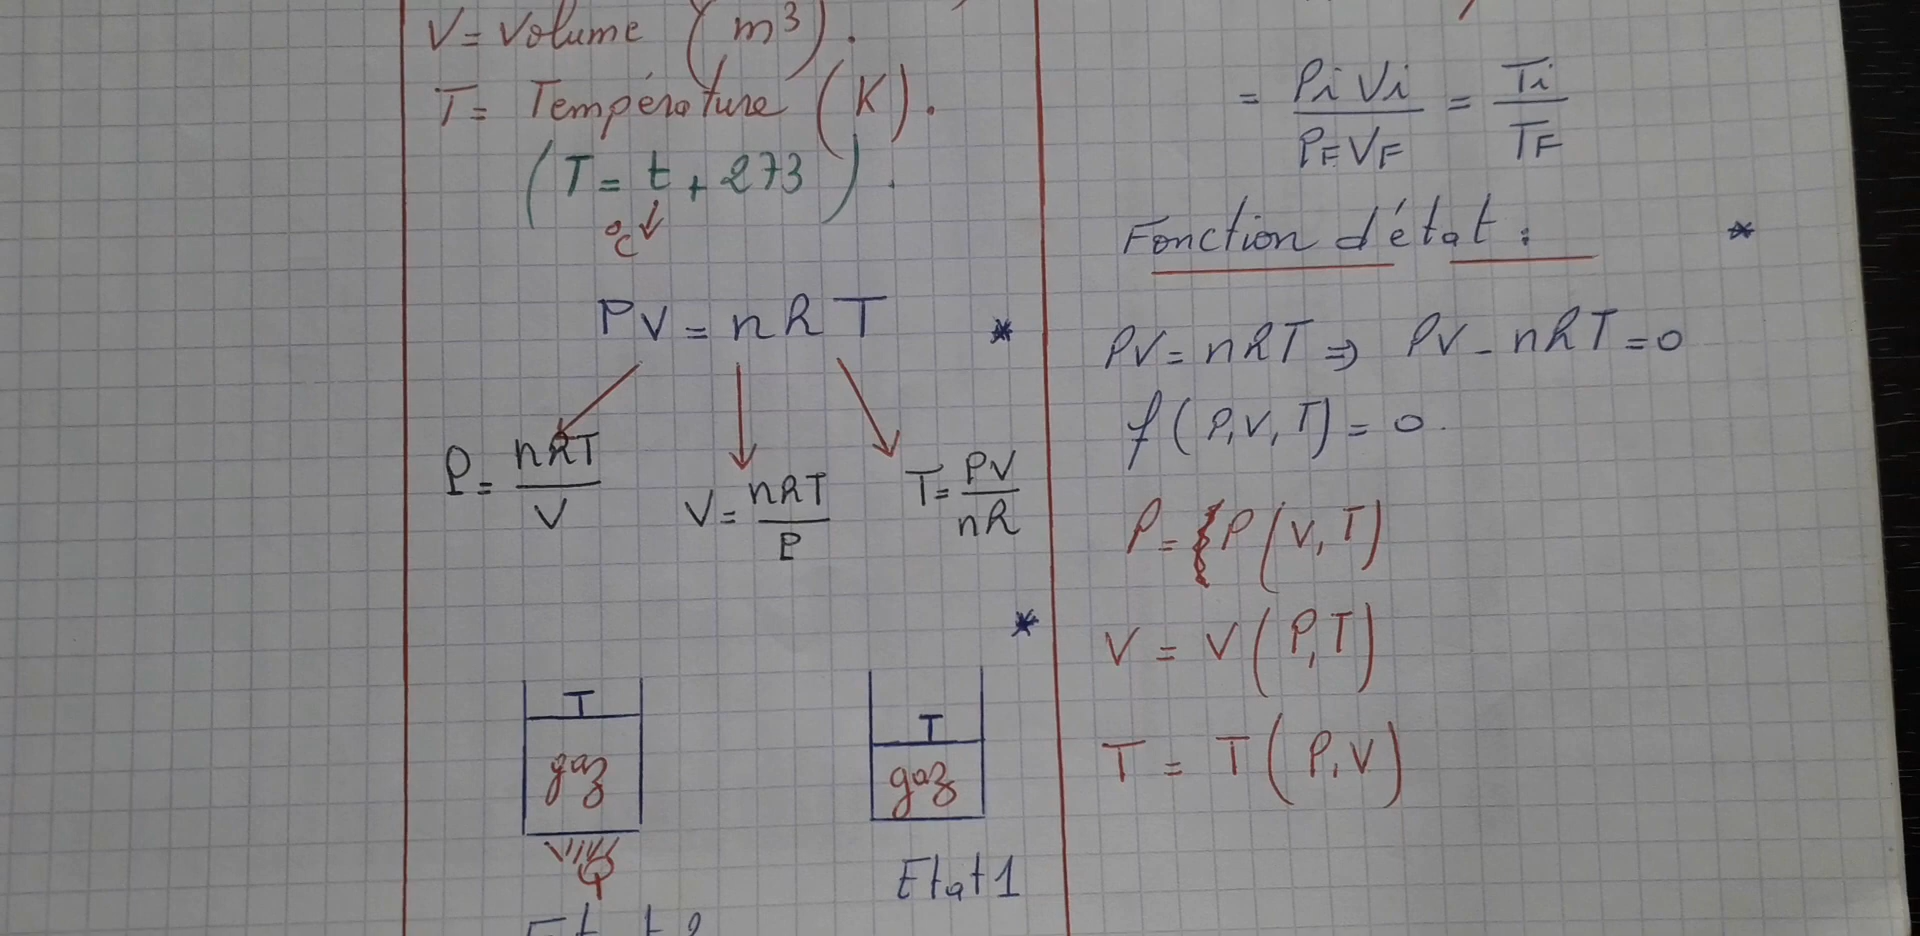 V = Volume (m³).
T = Température (K).
(T = t + 273).
°C
PV = nRT *
P = nRT / V
V = nRT / P
T = PV / nR
*
T
gaz
Q
T
gaz
Etat 1
= PiVi / PFVF = Ti / TF
Fonction d'état : *
PV = nRT ⇒ PV - nRT = 0
f(P,V,T) = 0.
P = P(V,T)
V = V(P,T)
T = T(P,V)